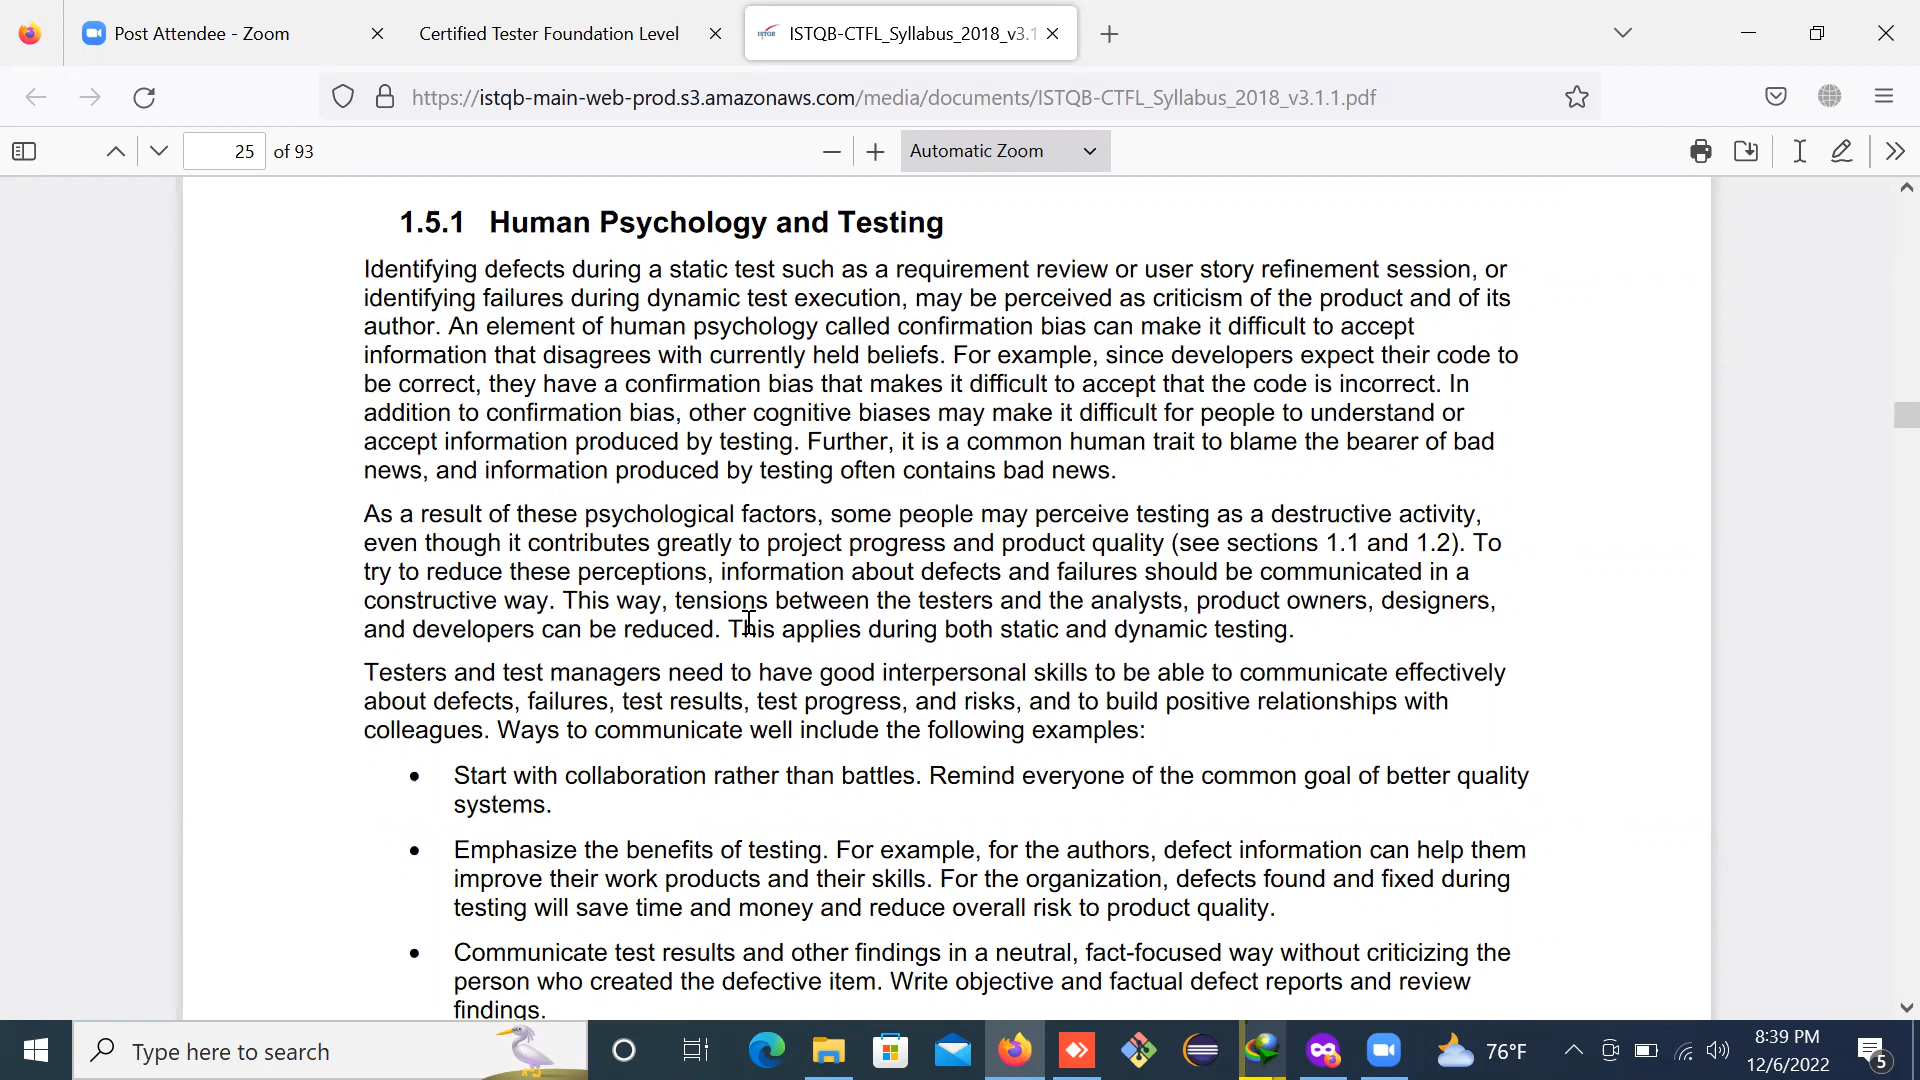 Post Attendee - Zoom
Certified Tester Foundation Level
ISTQB-CTFL_Syllabus_2018_v3.1
https://istqb-main-web-prod.s3.amazonaws.com/media/documents/ISTQB-CTFL_Syllabus_2018_v3.1.1.pdf
25 of 93
Automatic Zoom
1.5.1 Human Psychology and Testing
Identifying defects during a static test such as a requirement review or user story refinement session, or
identifying failures during dynamic test execution, may be perceived as criticism of the product and of its
author. An element of human psychology called confirmation bias can make it difficult to accept
information that disagrees with currently held beliefs. For example, since developers expect their code to
be correct, they have a confirmation bias that makes it difficult to accept that the code is incorrect. In
addition to confirmation bias, other cognitive biases may make it difficult for people to understand or
accept information produced by testing. Further, it is a common human trait to blame the bearer of bad
news, and information produced by testing often contains bad news.
As a result of these psychological factors, some people may perceive testing as a destructive activity,
even though it contributes greatly to project progress and product quality (see sections 1.1 and 1.2). To
try to reduce these perceptions, information about defects and failures should be communicated in a
constructive way. This way, tensions between the testers and the analysts, product owners, designers,
and developers can be reduced. This applies during both static and dynamic testing.
Testers and test managers need to have good interpersonal skills to be able to communicate effectively
about defects, failures, test results, test progress, and risks, and to build positive relationships with
colleagues. Ways to communicate well include the following examples:
• Start with collaboration rather than battles. Remind everyone of the common goal of better quality
systems.
• Emphasize the benefits of testing. For example, for the authors, defect information can help them
improve their work products and their skills. For the organization, defects found and fixed during
testing will save time and money and reduce overall risk to product quality.
• Communicate test results and other findings in a neutral, fact-focused way without criticizing the
person who created the defective item. Write objective and factual defect reports and review
findings.
Type here to search
76°F
8:39 PM
12/6/2022
5